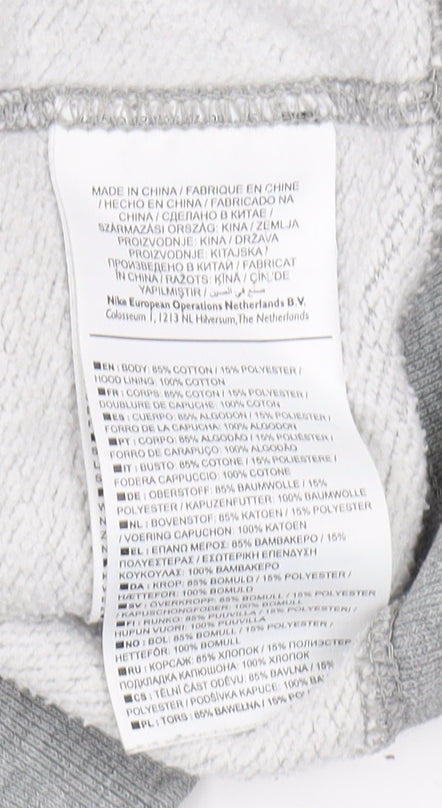 MADE IN CHINA / FABRIQUE EN CHINE
/ HECHO EN CHINA / FABRICADO NA
CHINA / СДЕЛАНО В КИТАЕ /
SZÁRMAZÁSI ORSZÁG: KINA / ZEMLJA
PROIZVODNJE: KINA / DRŽAVA
PROIZVODNJE: KITAJSKA /
ПРОИЗВЕДЕНО В КИТАЙ / FABRICAT
ÎN CHINA / RAŽOTS: ĶĪNĀ / ÇİN'DE
YAPILMIŞTIR / صنع في الصين
Nike European Operations Netherlands B.V.
Colosseum 1, 1213 NL Hilversum, The Netherlands
■EN: BODY: 85% COTTON / 15% POLYESTER /
HOOD LINING: 100% COTTON
■FR: CORPS: 85% COTON / 15% POLYESTER /
DOUBLURE DE CAPUCHE: 100% COTON
■ES: CUERPO: 85% ALGODON / 15% POLIESTER /
FORRO DE LA CAPUCHA: 100% ALGODON
■PT: CORPO: 85% ALGODÃO / 15% POLIÉSTER /
FORRO DE CARAPUÇO: 100% ALGODÃO
■IT: BUSTO: 85% COTONE / 15% POLIESTERE /
FODERA CAPPUCCIO: 100% COTONE
■DE: OBERSTOFF: 85% BAUMWOLLE / 15%
POLYESTER / KAPUZENFUTTER: 100% BAUMWOLLE
■NL: BOVENSTOF: 85% KATOEN / 15% POLYESTER
/ VOERING CAPUCHON: 100% KATOEN
■EL: ΕΠΑΝΩ ΜΕΡΟΣ: 85% ΒΑΜΒΑΚΕΡΟ / 15%
ΠΟΛΥΕΣΤΕΡΑΣ / ΕΣΩΤΕΡΙΚΗ ΕΠΕΝΔΥΣΗ
ΚΟΥΚΟΥΛΑΣ: 100% ΒΑΜΒΑΚΕΡΟ
■DA: KROP: 85% BOMULD / 15% POLYESTER /
HÆTTEFOR: 100% BOMULD
■SV: ÖVERKROPP: 85% BOMULL / 15% POLYESTER
/ KAPUSCHONGFODER: 100% BOMULL
■FI: RUNKO: 85% PUUVILLA / 15% POLYESTERI /
HUPUN VUORI: 100% PUUVILLA
■NO: BOL: 85% BOMULL / 15% POLYESTER /
HETTEFÔR: 100% BOMULL
■RU: КОРСАЖ: 85% ХЛОПОК / 15% ПОЛИЭСТЕР
ПОДКЛАДКА КАПЮШОНА: 100% ХЛОПОК
■CS: TĚLNÍ ČÁST ODĚVU: 85% BAVLNA / 15%
POLYESTER / PODŠÍVKA KAPUCE: 100% BA
■PL: TORS: 85% BAWEŁNA / 15% PO